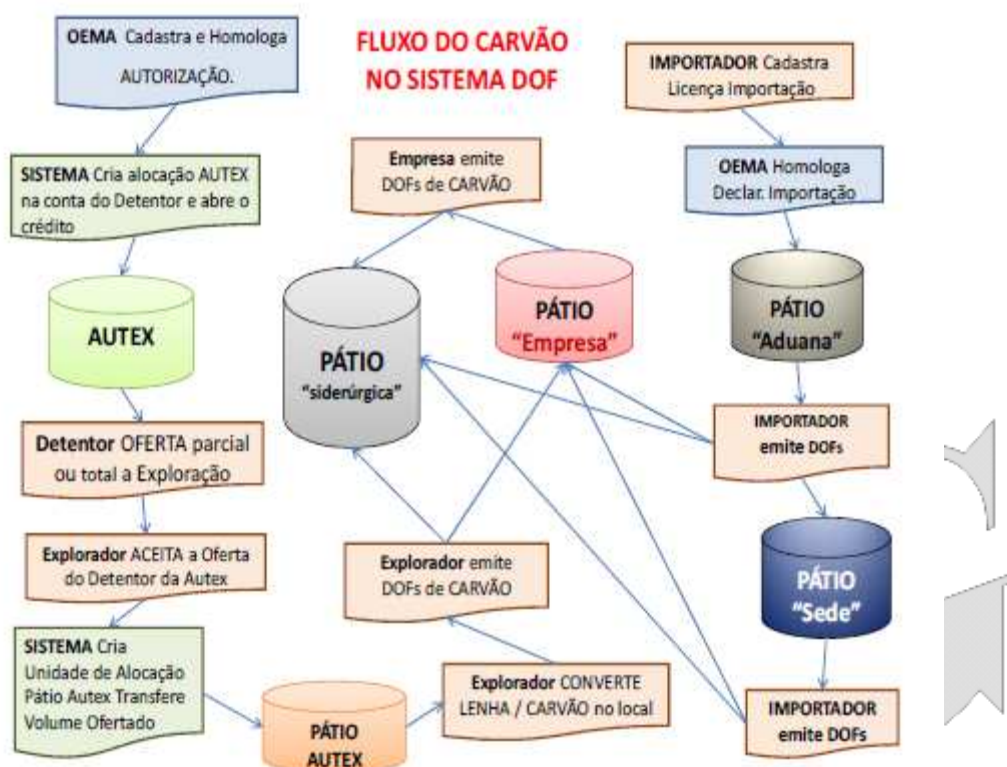 FLUXO DO CARVÃO
NO SISTEMA DOF
OEMA Cadastra e Homologa
AUTORIZAÇÃO.
SISTEMA Cria alocação AUTEX
na conta do Detentor e abre o
crédito
AUTEX
Detentor OFERTA parcial
ou total a Exploração
Explorador ACEITA a Oferta
do Detentor da Autex
SISTEMA Cria
Unidade de Alocação
Pátio Autex Transfere
Volume Ofertado
PÁTIO
AUTEX
Explorador CONVERTE
LENHA / CARVÃO no local
Explorador emite
DOFs de CARVÃO
PÁTIO
"siderúrgica"
Empresa emite
DOFs de CARVÃO
PÁTIO
"Empresa"
IMPORTADOR Cadastra
Licença Importação
OEMA Homologa
Declar. Importação
PÁTIO
"Aduana"
IMPORTADOR
emite DOFs
PÁTIO
"Sede"
IMPORTADOR
emite DOFs